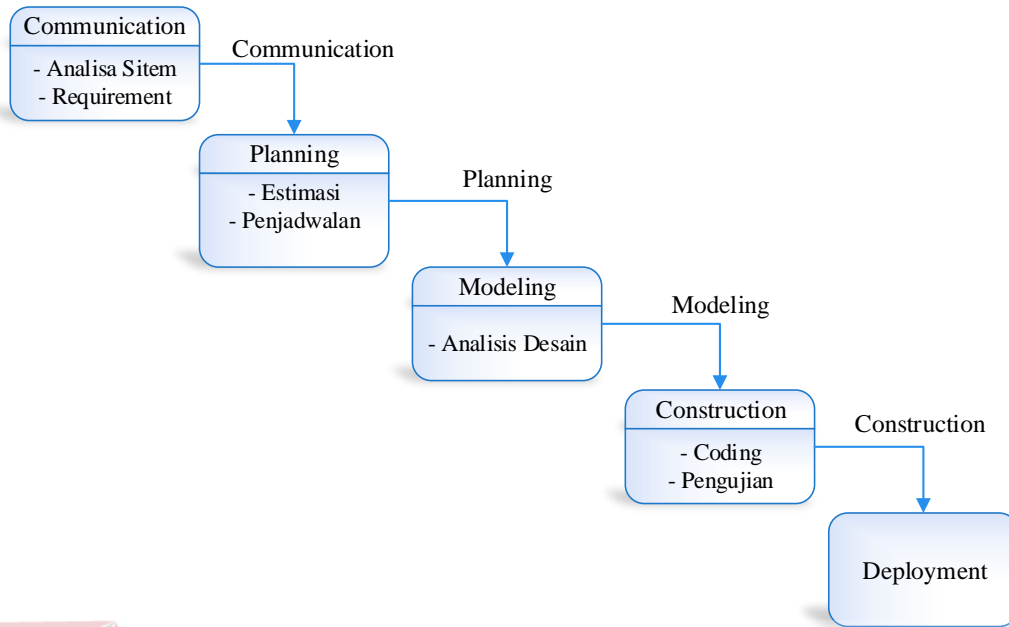 Communication
- Analisa Sitem
- Requirement
Communication
Planning
- Estimasi
- Penjadwalan
Planning
Modeling
- Analisis Desain
Modeling
Construction
- Coding
- Pengujian
Construction
Deployment